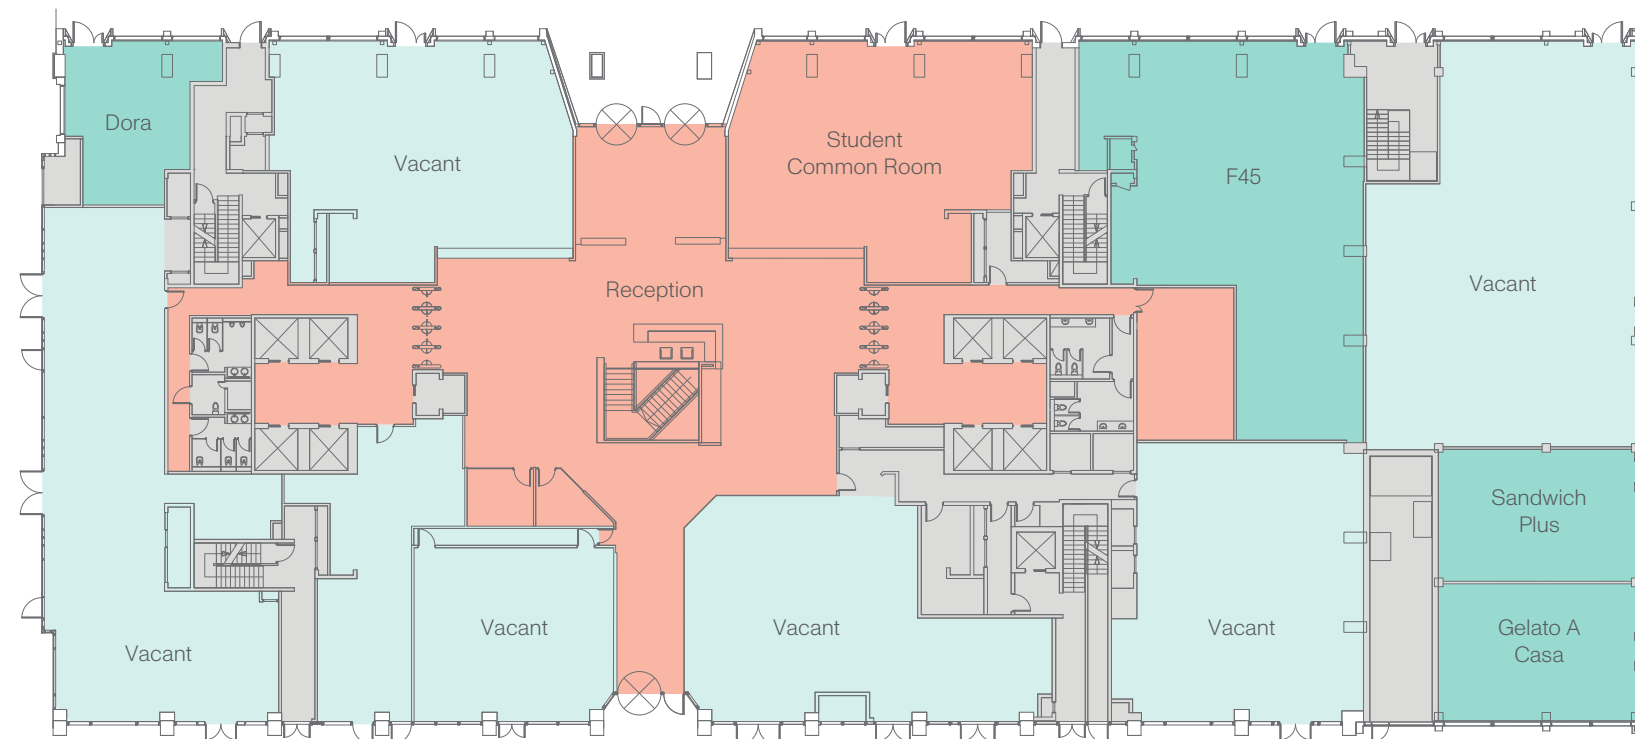 Dora
Vacant
Student
Common Room
F45
Vacant
Reception
Sandwich
Plus
Vacant
Vacant
Vacant
Vacant
Gelato A
Casa